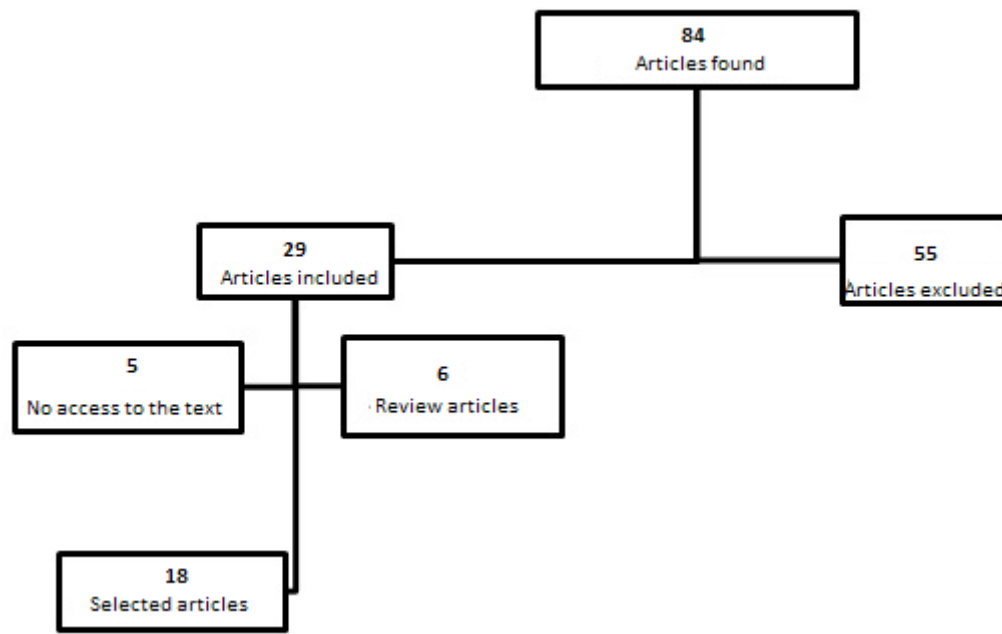 84
Articles found
29
Articles included
55
Articles excluded
5
No access to the text
6
Review articles
18
Selected articles